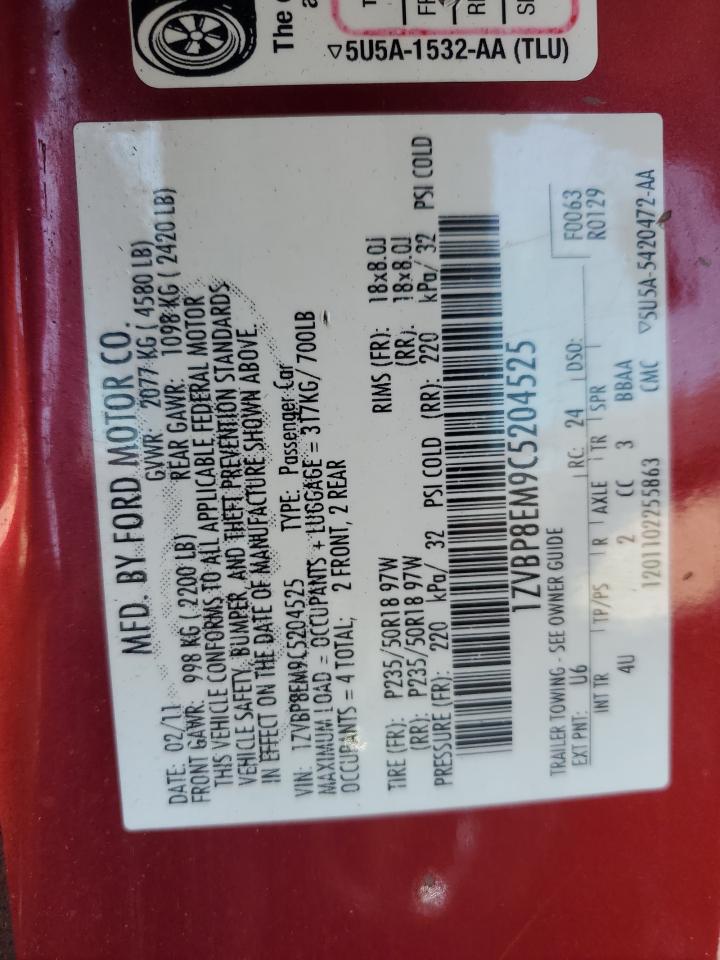 The
5U5A-1532-AA (TLU)
MFD. BY FORD MOTOR CO.
DATE: 02/11 GVWR: 2077 KG ( 4580 LB)
FRONT GAWR: 998 KG ( 2200 LB) REAR GAWR: 1098 KG ( 2420 LB)
THIS VEHICLE CONFORMS TO ALL APPLICABLE FEDERAL MOTOR
VEHICLE SAFETY, BUMPER, AND THEFT PREVENTION STANDARDS
IN EFFECT ON THE DATE OF MANUFACTURE SHOWN ABOVE.
VIN: 1ZVBP8EM9C5204525 TYPE: Passenger Car
MAXIMUM LOAD = OCCUPANTS + LUGGAGE = 317KG/ 700LB
OCCUPANTS = 4 TOTAL; 2 FRONT, 2 REAR
TIRE (FR): P235/50R18 97W RIMS (FR): 18x8.0J
(RR): P235/50R18 97W (RR): 18x8.0J
PRESSURE (FR): 220 kPa/ 32 PSI COLD (RR): 220 kPa/ 32 PSI COLD
1ZVBP8EM9C5204525
TRAILER TOWING - SEE OWNER GUIDE
EXT PNT: U6 RC: 24 DSO: F0063
R0129
INT TR TP/PS R AXLE TR SPR
4U 2 CC 3 BBAA
1201102255863 CMC 5U5A-5420472-AA